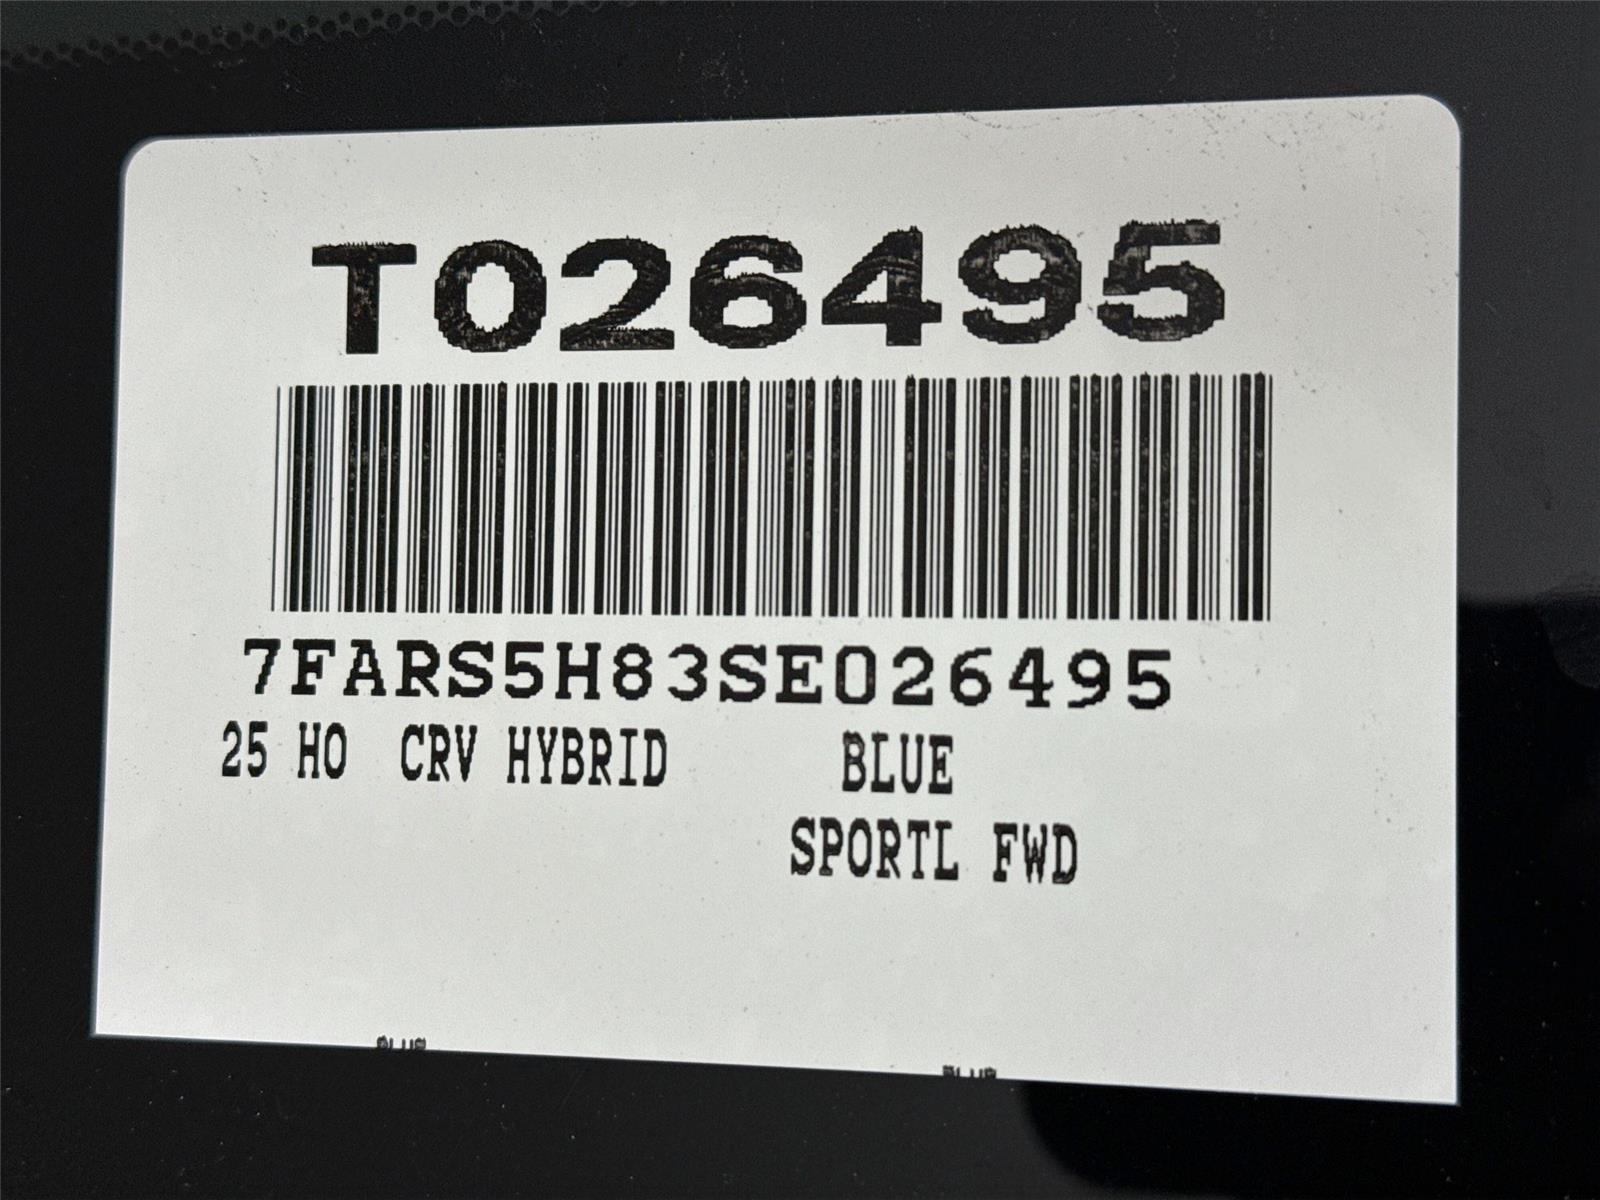 T026495
7FARS5H83SE026495
25 HO CRV HYBRID BLUE
SPORTL FWD